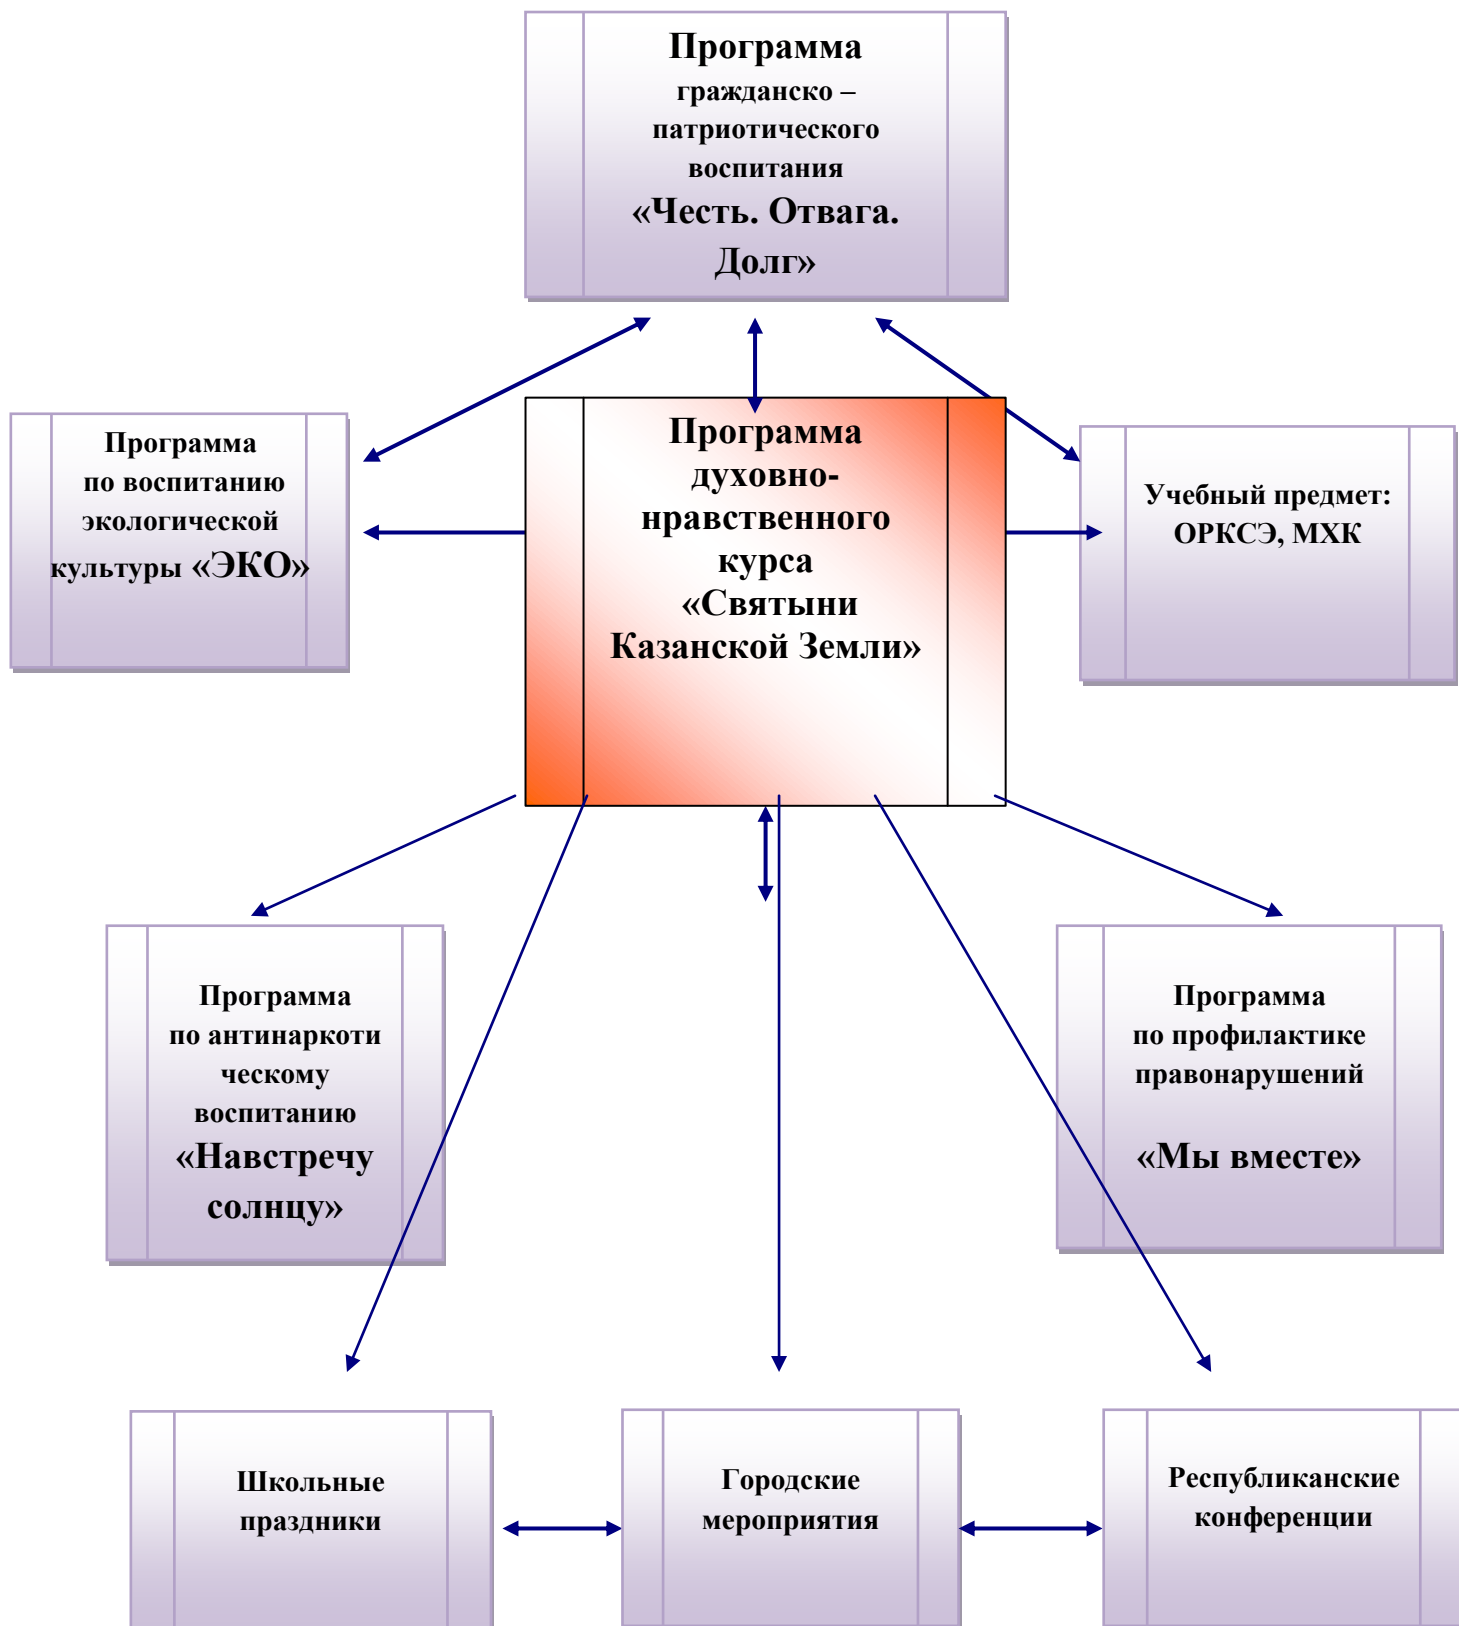 Программа
гражданско –
патриотического
воспитания
«Честь. Отвага.
Долг»
Программа
по воспитанию
экологической
культуры «ЭКО»
Программа
духовно-
нравственного
курса
«Святыни
Казанской Земли»
Учебный предмет:
ОРКСЭ, МХК
Программа
по антинаркоти
ческому
воспитанию
«Навстречу
солнцу»
Программа
по профилактике
правонарушений
«Мы вместе»
Школьные
праздники
Городские
мероприятия
Республиканские
конференции